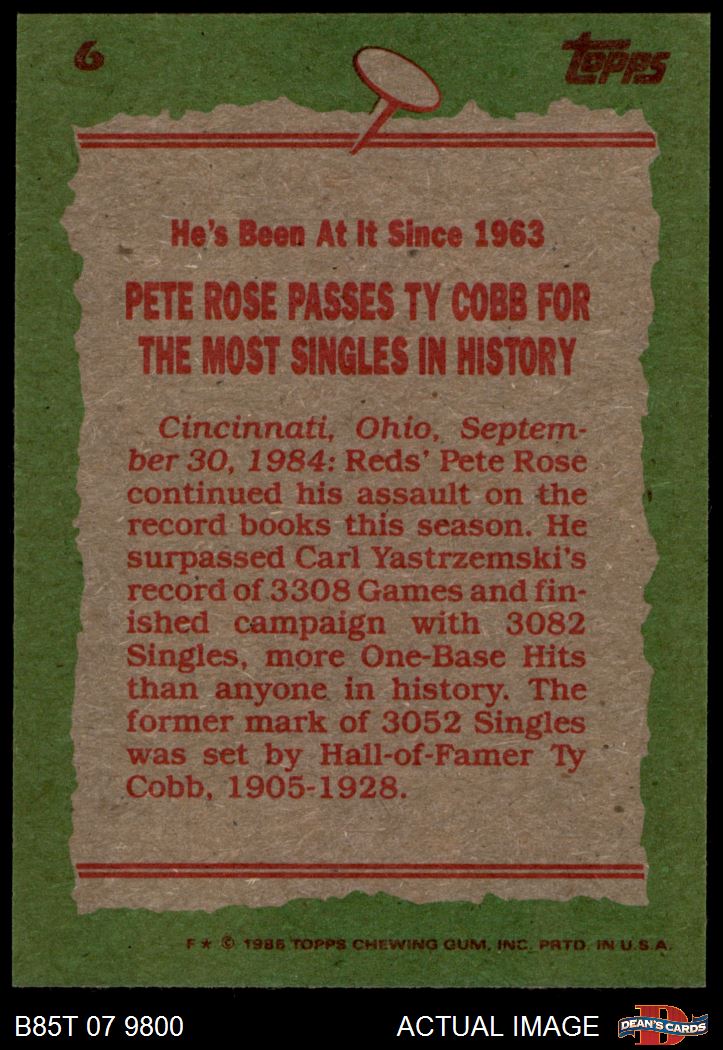 6
TOPPS
He's Been At It Since 1963
PETE ROSE PASSES TY COBB FOR
THE MOST SINGLES IN HISTORY
Cincinnati, Ohio, Septem-
ber 30, 1984: Reds' Pete Rose
continued his assault on the
record books this season. He
surpassed Carl Yastrzemski's
record of 3308 Games and fin-
ished campaign with 3082
Singles, more One-Base Hits
than anyone in history. The
former mark of 3052 Singles
was set by Hall-of-Famer Ty
Cobb, 1905-1928.
F ★ © 1985 TOPPS CHEWING GUM, INC. PRTD. IN U.S.A.
B85T 07 9800
ACTUAL IMAGE
D
DEAN'S CARDS